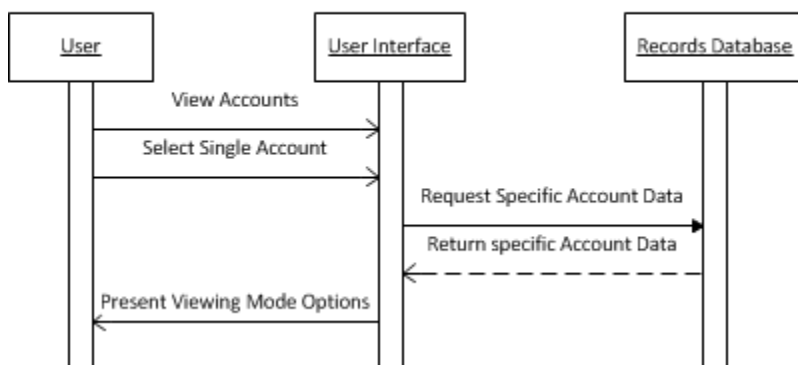 User
User Interface
Records Database
View Accounts
Select Single Account
Request Specific Account Data
Return specific Account Data
Present Viewing Mode Options